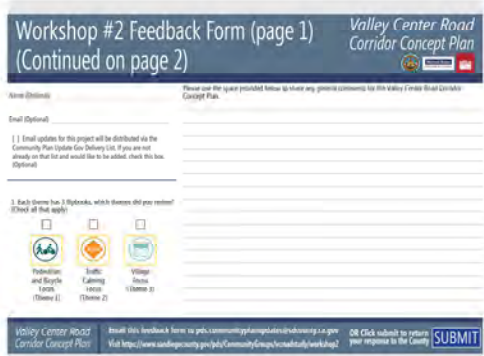 Workshop #2 Feedback Form (page 1)
(Continued on page 2)
Valley Center Road
Corridor Concept Plan
Name (Optional)
Email (Optional)
[ ] Email updates for this project will be distributed via the
Community Plan Update Gov Delivery List. If you are not
already on that list and would like to be added, check this box.
(Optional)
1. Each theme has 3 flipbooks, which themes did you review?
(Check all that apply)
Pedestrian
and Bicycle
Focus
(Theme 1)
Traffic
Calming
Focus
(Theme 2)
Village
Focus
(Theme 3)
Please use the space provided below to share any general comments for the Valley Center Road Corridor
Concept Plan.
Valley Center Road
Corridor Concept Plan
Email this feedback form to
Visit
OR Click submit to return
your response to the County
SUBMIT